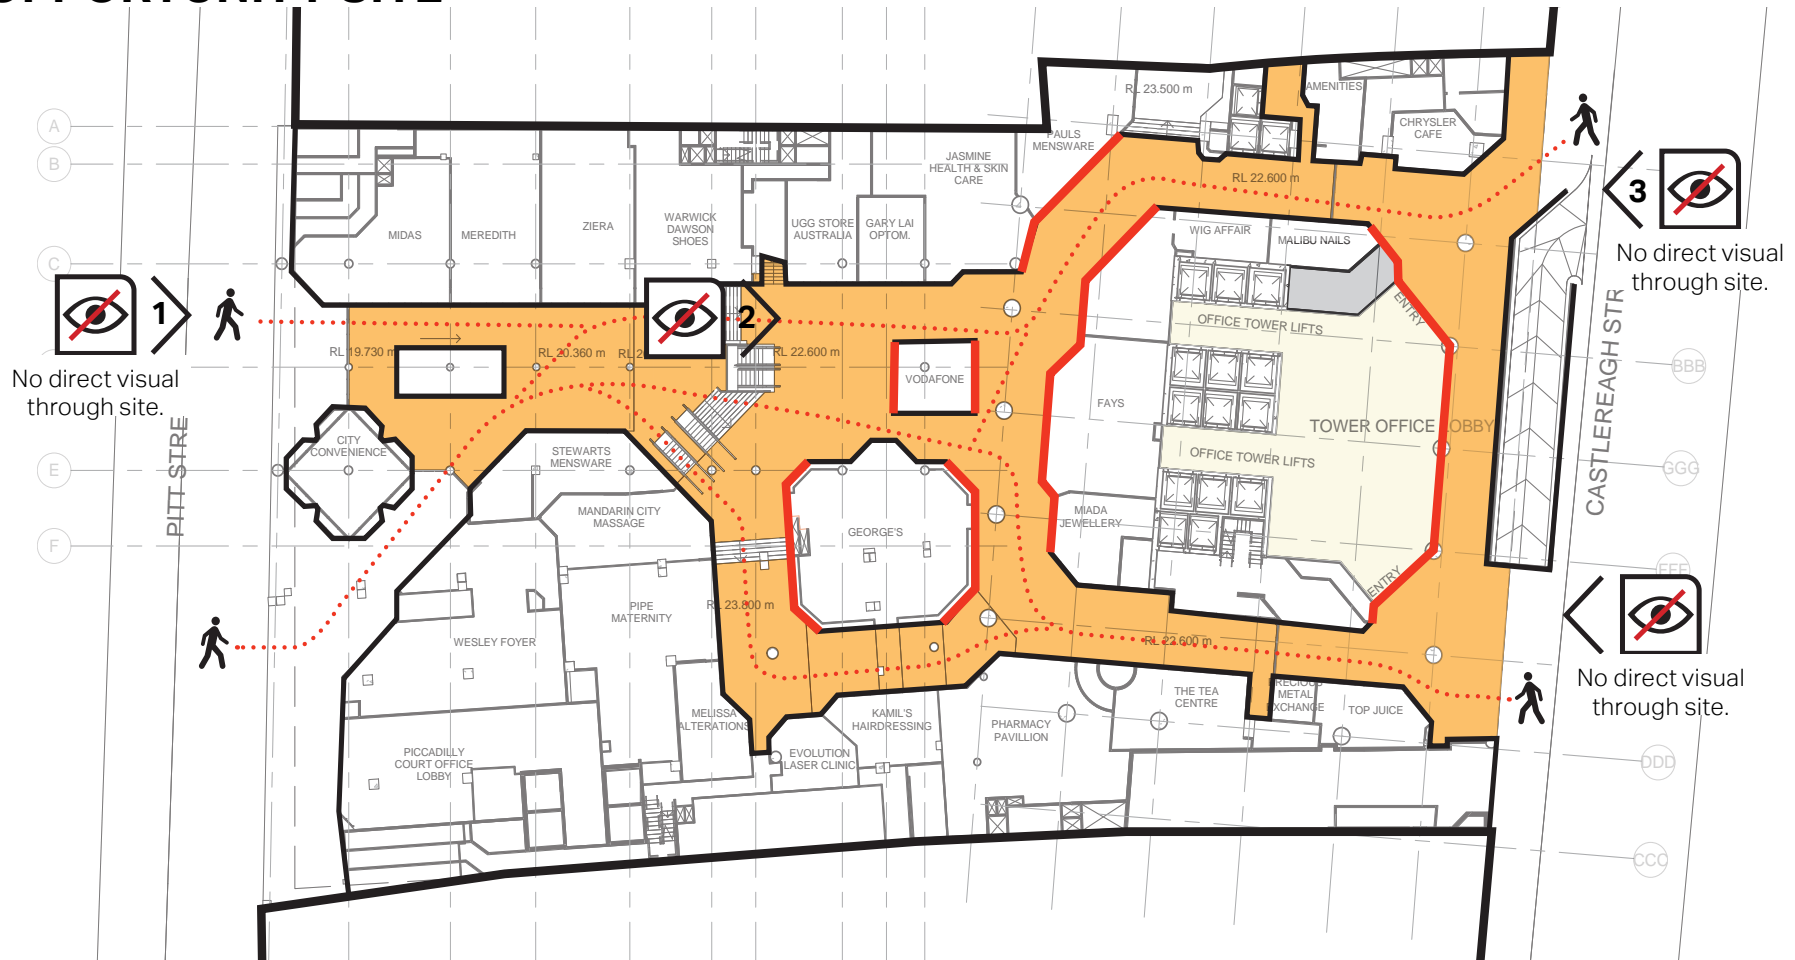 OPPORTUNITY SITE
A
B
C
E
F
RL 23.500 m
AMENITIES
CHRYSLER
CAFE
PAULS
MENSWARE
JASMINE
HEALTH & SKIN
CARE
RL 22.600 m
3
No direct visual
through site.
MIDAS
MEREDITH
ZIERA
WARWICK
DAWSON
SHOES
UGG STORE
AUSTRALIA
GARY LAI
OPTOM.
WIG AFFAIR
MALIBU NAILS
1
2
No direct visual
through site.
RL 19.730 m
RL 20.360 m
RL 22.600 m
VODAFONE
OFFICE TOWER LIFTS
ENTRY
CASTLEREAGH STR
BBB
PITT STRE
CITY
CONVENIENCE
STEWARTS
MENSWARE
FAYS
TOWER OFFICE LOBBY
OFFICE TOWER LIFTS
GGG
MANDARIN CITY
MASSAGE
GEORGE'S
MIADA
JEWELLERY
FFF
ENTRY
PIPE
MATERNITY
RL 23.800 m
WESLEY FOYER
RL 22.600 m
No direct visual
through site.
MELISSA
ALTERATIONS
KAMIL'S
HAIRDRESSING
PHARMACY
PAVILLION
THE TEA
CENTRE
PRECIOUS
METAL
EXCHANGE
TOP JUICE
PICCADILLY
COURT OFFICE
LOBBY
EVOLUTION
LASER CLINIC
DDD
CCC